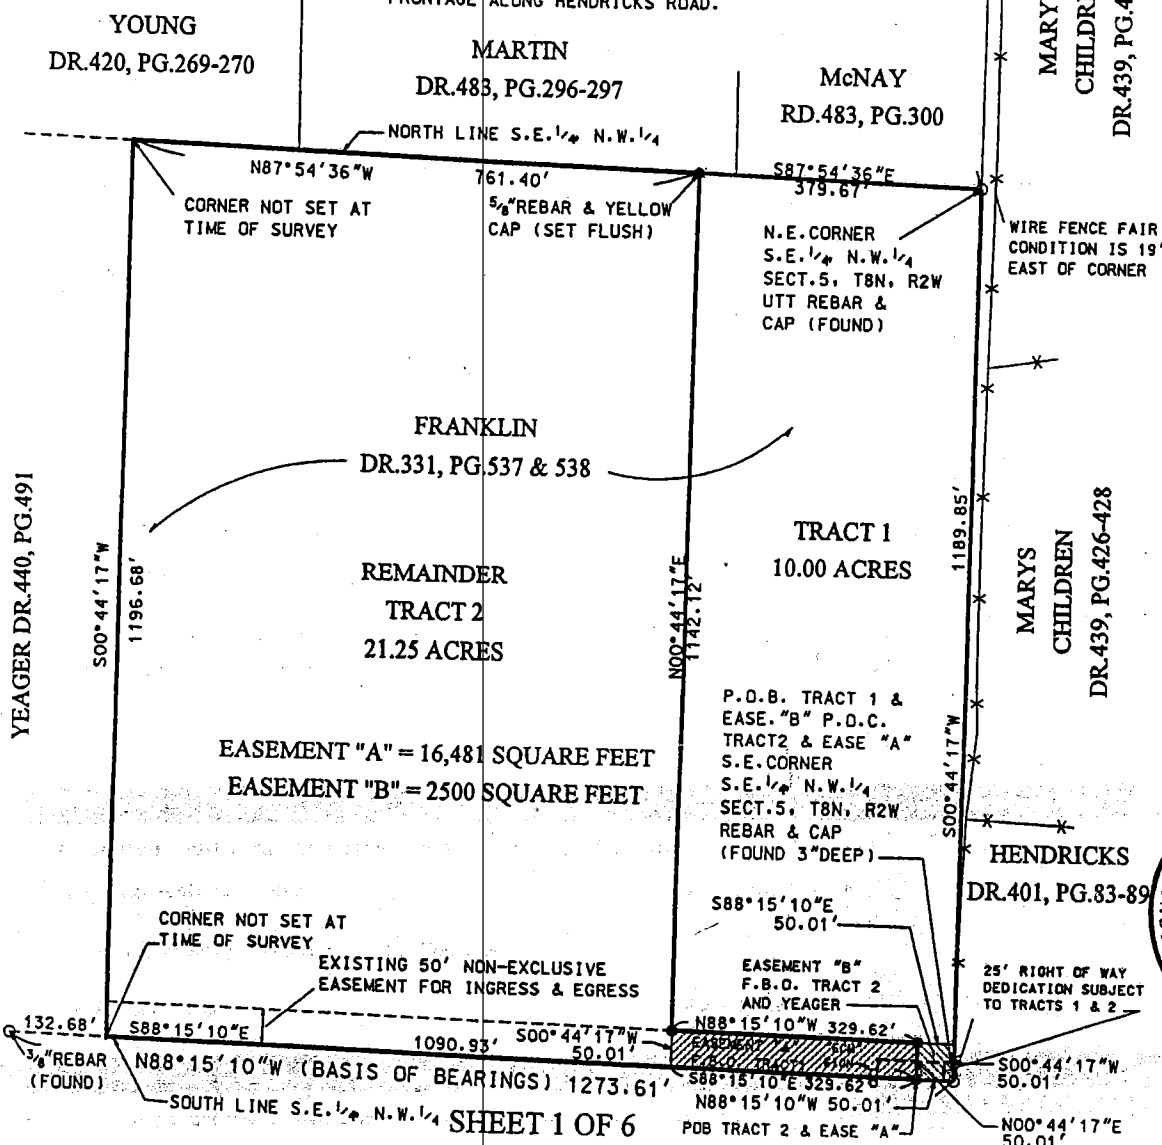 FRONTAGE ALONG HENDRICKS ROAD.
YOUNG
DR.420, PG.269-270
MARTIN
DR.483, PG.296-297
McNAY
RD.483, PG.300
MARY
CHILDR
DR.439, PG.4
NORTH LINE S.E.1/4 N.W.1/4
N87°54'36"W
761.40'
S87°54'36"E
379.67'
CORNER NOT SET AT
TIME OF SURVEY
5/8"REBAR & YELLOW
CAP (SET FLUSH)
N.E.CORNER
S.E.1/4 N.W.1/4
SECT.5, T8N, R2W
UTT REBAR &
CAP (FOUND)
WIRE FENCE FAIR
CONDITION IS 19'
EAST OF CORNER
FRANKLIN
DR.331, PG.537 & 538
YEAGER DR.440, PG.491
S00°44'17"W
1196.68'
REMAINDER
TRACT 2
21.25 ACRES
N00°44'17"E
1142.12'
TRACT 1
10.00 ACRES
1189.85'
S00°44'17"W
MARYS
CHILDREN
DR.439, PG.426-428
EASEMENT "A" = 16,481 SQUARE FEET
EASEMENT "B" = 2500 SQUARE FEET
P.O.B. TRACT 1 &
EASE."B" P.O.C.
TRACT2 & EASE "A"
S.E.CORNER
S.E.1/4 N.W.1/4
SECT.5, T8N, R2W
REBAR & CAP
(FOUND 3"DEEP)
HENDRICKS
DR.401, PG.83-89
S88°15'10"E
50.01'
CORNER NOT SET AT
TIME OF SURVEY
EXISTING 50' NON-EXCLUSIVE
EASEMENT FOR INGRESS & EGRESS
EASEMENT "B"
F.B.O. TRACT 2
AND YEAGER
25' RIGHT OF WAY
DEDICATION SUBJECT
TO TRACTS 1 & 2
132.68'
S88°15'10"E
1090.93'
S00°44'17"W
50.01'
N88°15'10"W 329.62'
EASEMENT "A"
F.B.O. TRACT1
S88°15'10"E 329.62'
S00°44'17"W
50.01'
3/8"REBAR
(FOUND)
N88°15'10"W (BASIS OF BEARINGS) 1273.61'
N88°15'10"W 50.01'
SOUTH LINE S.E.1/4 N.W.1/4
SHEET 1 OF 6
POB TRACT 2 & EASE "A"
N00°44'17"E
50.01'